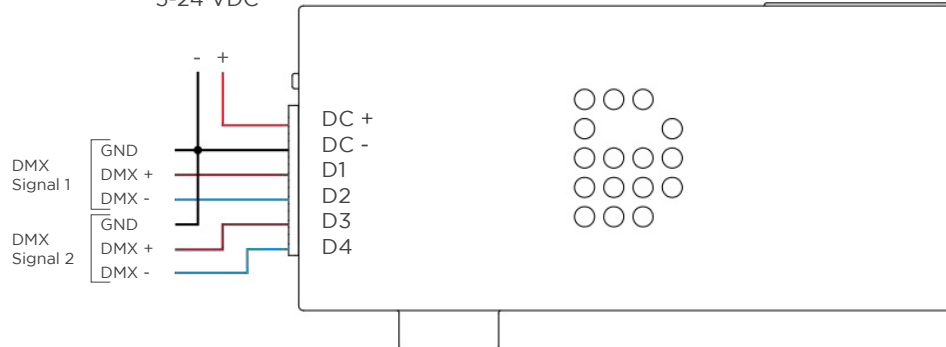 5-24 VDC
- +
DC +
DC -
D1
D2
D3
D4
DMX
Signal 1
GND
DMX +
DMX -
DMX
Signal 2
GND
DMX +
DMX -